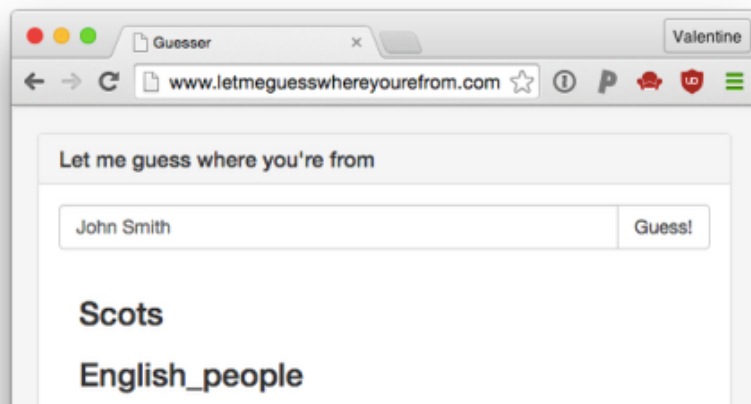 Guesser
Valentine
www.letmeguesswhereyourefrom.com
Let me guess where you're from
John Smith
Guess!
Scots
English_people